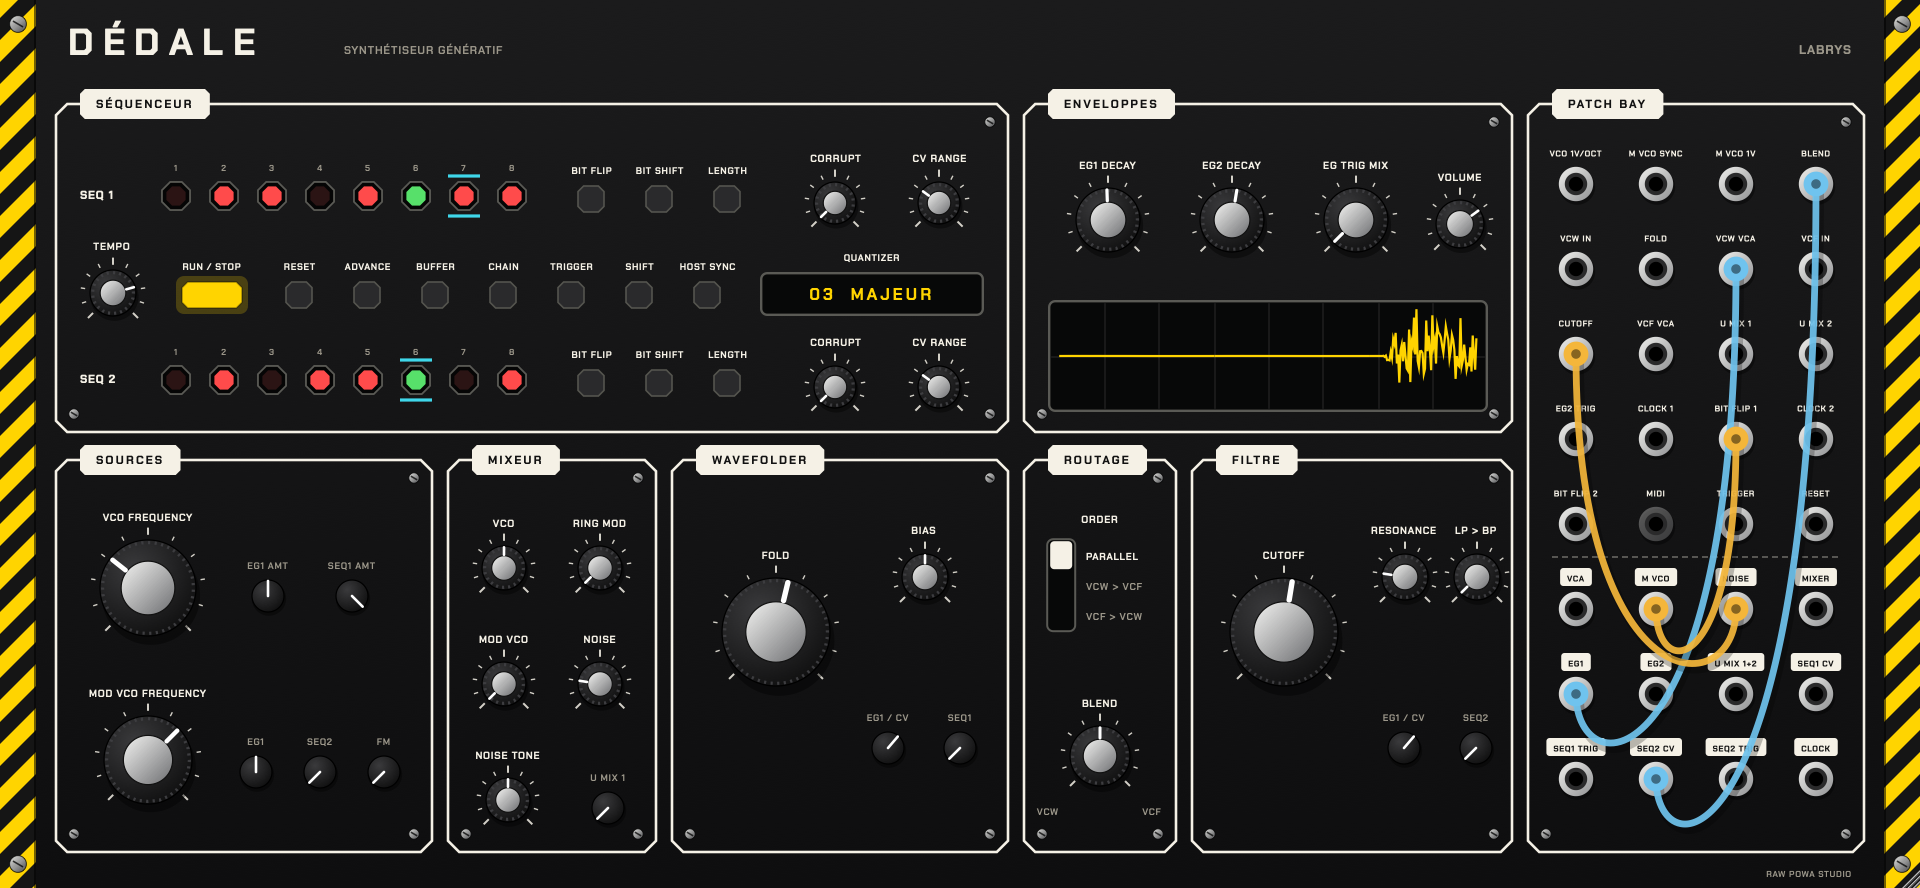 DÉDALE
SYNTHÉTISEUR GÉNÉRATIF
LABRYS
SÉQUENCEUR
SEQ 1
1 2 3 4 5 6 7 8
BIT FLIP BIT SHIFT LENGTH
CORRUPT CV RANGE
TEMPO
RUN / STOP RESET ADVANCE BUFFER CHAIN TRIGGER SHIFT HOST SYNC
QUANTIZER
03 MAJEUR
SEQ 2
1 2 3 4 5 6 7 8
BIT FLIP BIT SHIFT LENGTH
CORRUPT CV RANGE
ENVELOPPES
EG1 DECAY EG2 DECAY EG TRIG MIX VOLUME
PATCH BAY
VCO 1V/OCT M VCO SYNC M VCO 1V BLEND
VCW IN FOLD VCW VCA
CUTOFF VCF VCA
CLOCK 1
MIDI
VCA M VCO MIXER
EG1 EG2 U MIX 1+2 SEQ1 CV
SEQ1 TRIG SEQ2 CV SEQ2 TRIG CLOCK
SOURCES
VCO FREQUENCY
EG1 AMT SEQ1 AMT
MOD VCO FREQUENCY
EG1 SEQ2 FM
MIXEUR
VCO RING MOD
MOD VCO NOISE
NOISE TONE
U MIX 1
WAVEFOLDER
FOLD BIAS
EG1 / CV SEQ1
ROUTAGE
ORDER
PARALLEL
VCW > VCF
VCF > VCW
BLEND
VCW VCF
FILTRE
CUTOFF RESONANCE LP > BP
EG1 / CV SEQ2
RAW POWA STUDIO